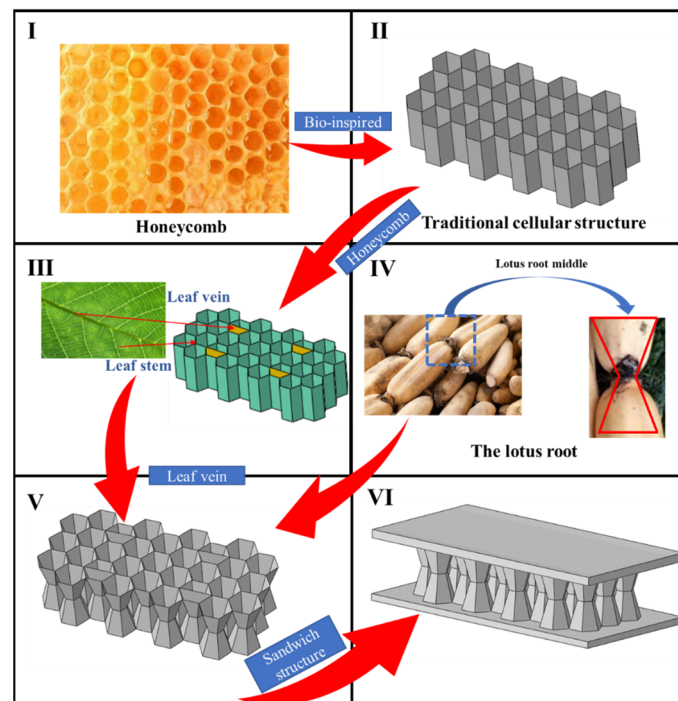 I
Bio-inspired
Honeycomb
II
Traditional cellular structure
Honeycomb
III
Leaf vein
Leaf stem
IV
Lotus root middle
The lotus root
Leaf vein
V
Sandwich
structure
VI